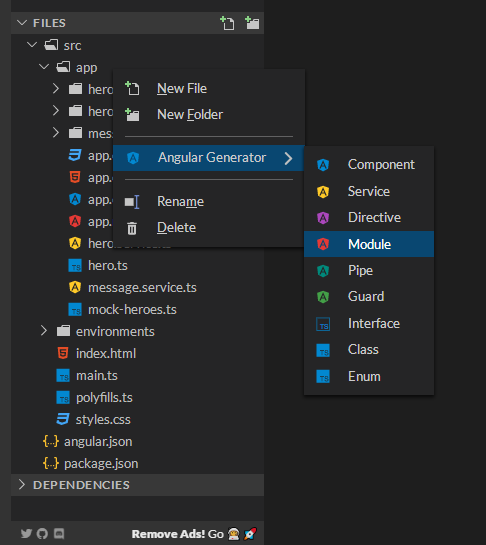 FILES
src
app
hero
New File
hero
New Folder
mes
app.
Angular Generator
Component
app.
Service
app.
Rename
Directive
app.
Delete
Module
hero
hero.ts
Pipe
message.service.ts
Guard
mock-heroes.ts
Interface
environments
Class
index.html
Enum
main.ts
polyfills.ts
styles.css
angular.json
package.json
DEPENDENCIES
Remove Ads! Go